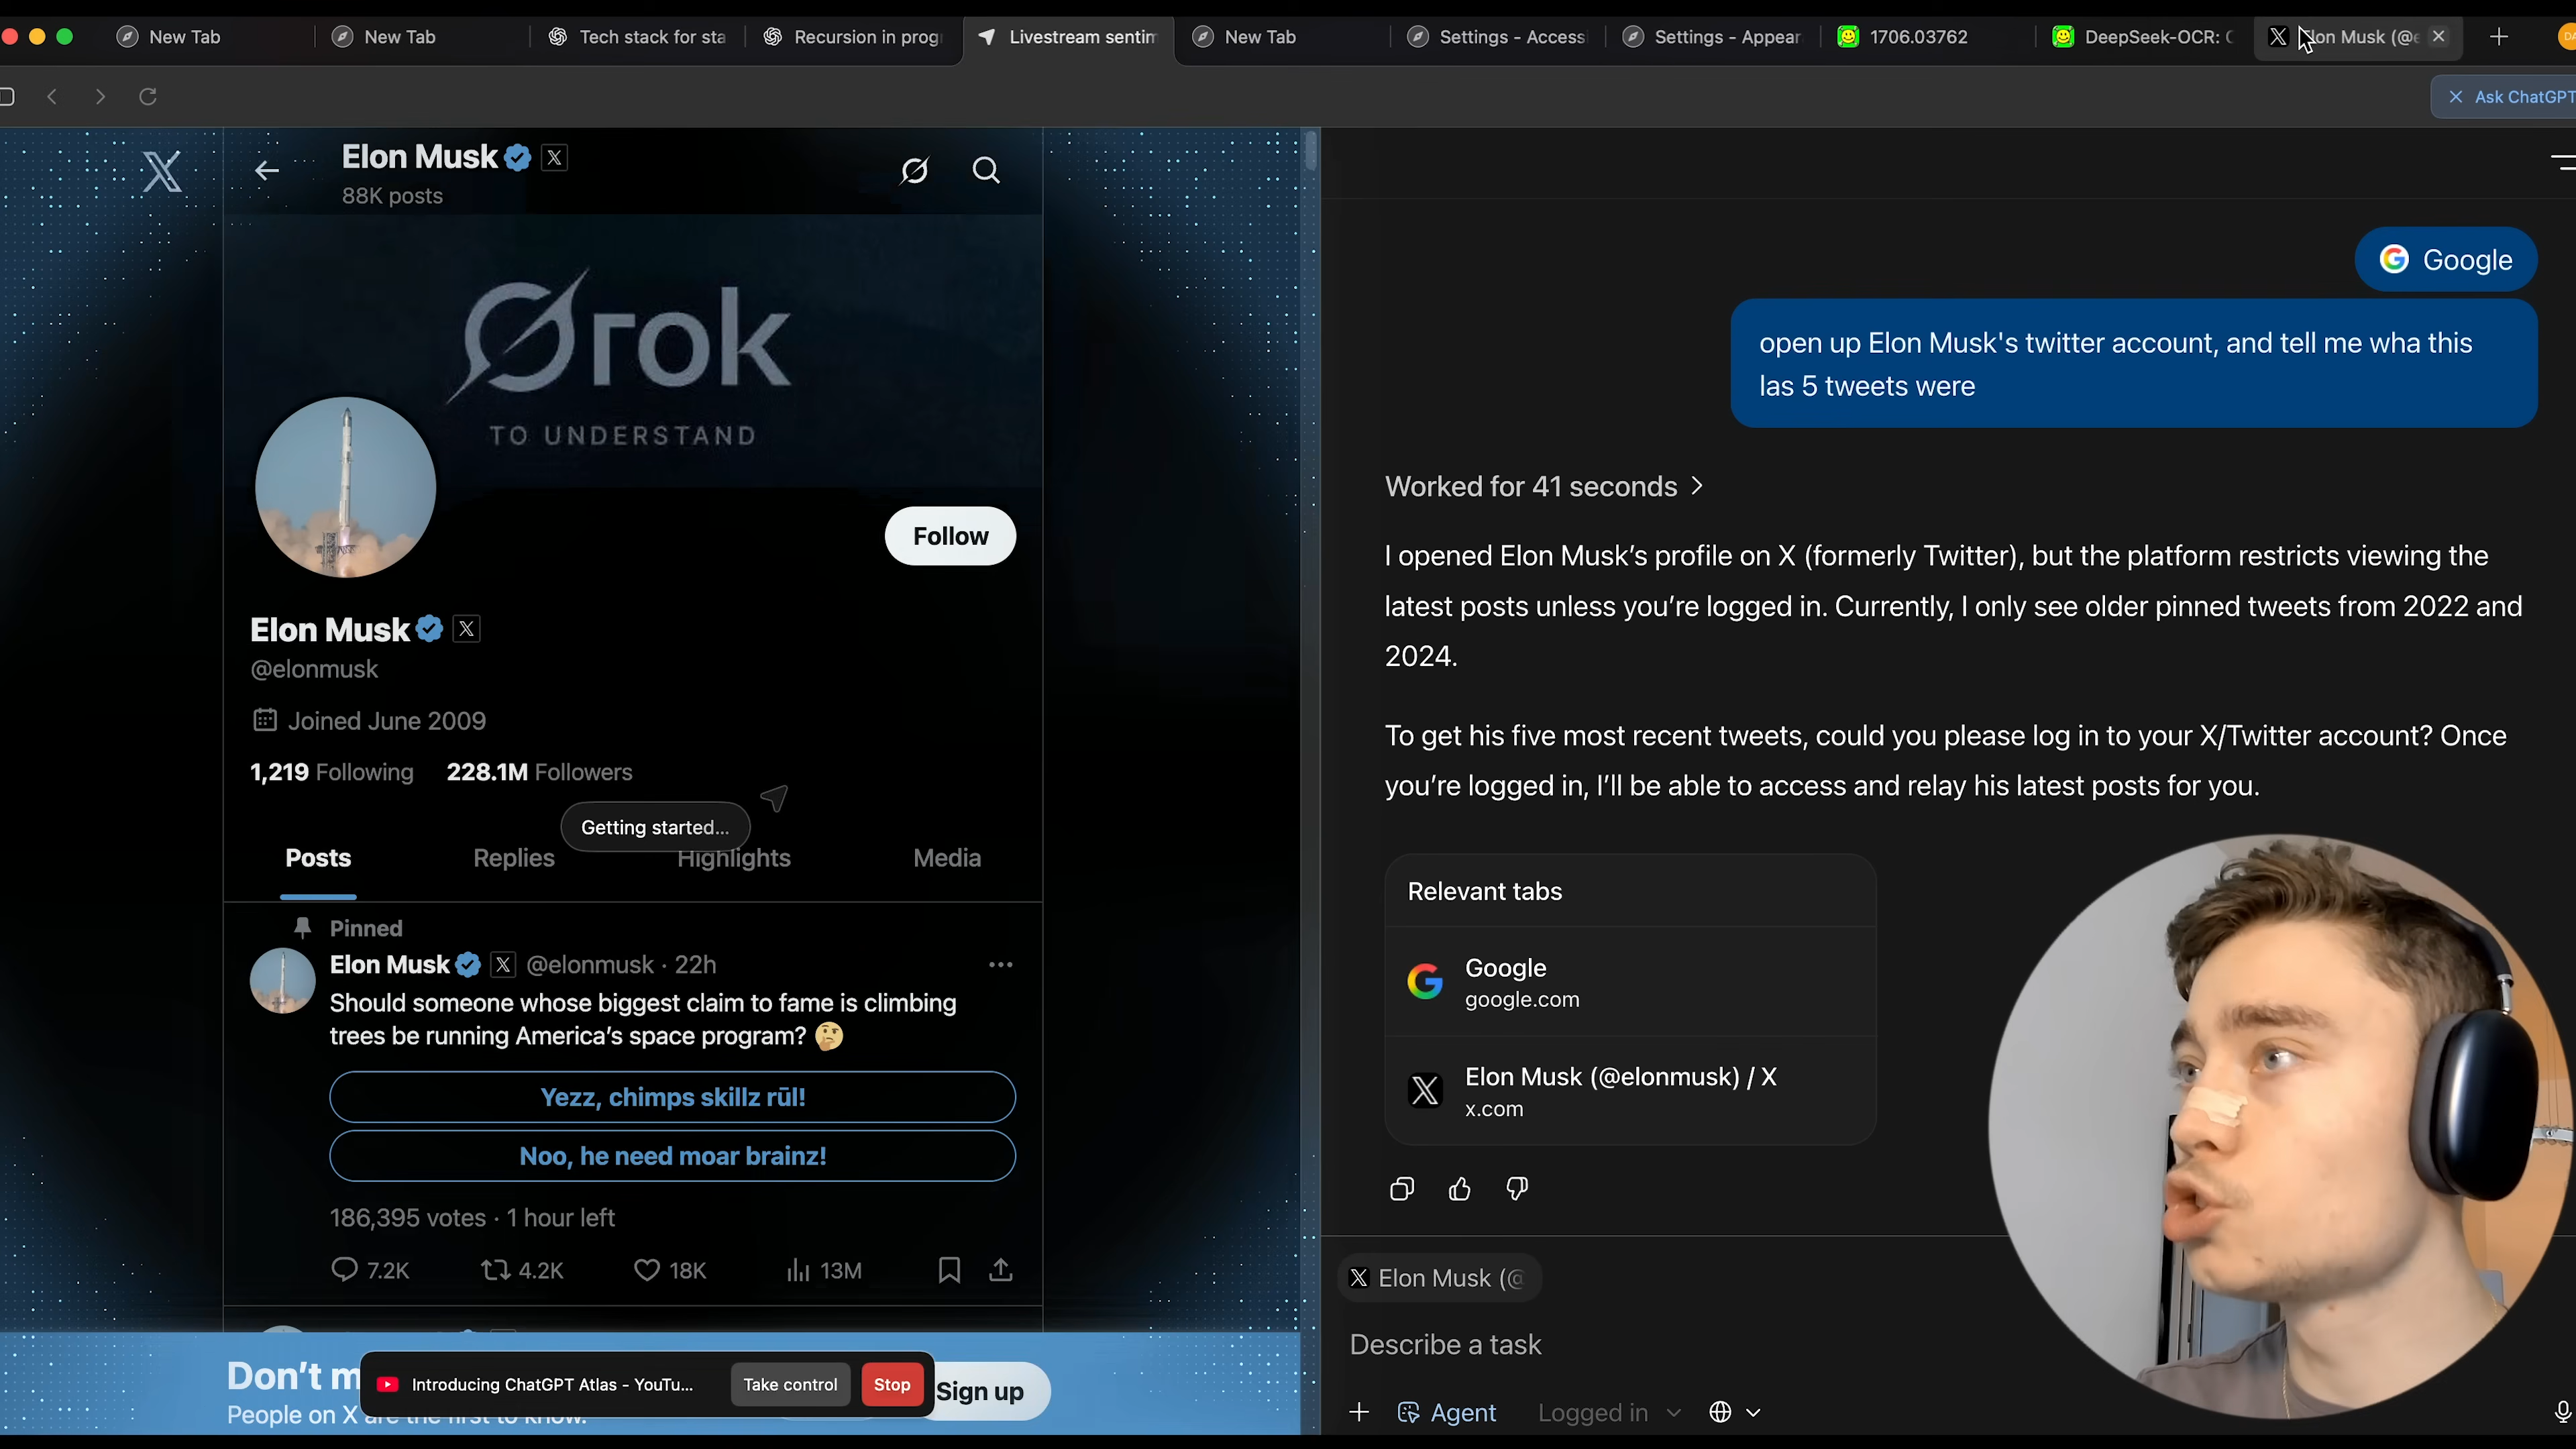 New Tab
New Tab
Tech stack for sta
Recursion in prog
Livestream sentim
New Tab
Settings - Access
Settings - Appear
1706.03762
DeepSeek-OCR: C
Elon Musk (@e
Ask ChatGPT
Elon Musk
88K posts
Grok
TO UNDERSTAND
Follow
Elon Musk
@elonmusk
Joined June 2009
1,219 Following 228.1M Followers
Getting started...
Posts Replies Highlights Media
Pinned
Elon Musk @elonmusk · 22h
Should someone whose biggest claim to fame is climbing
trees be running America's space program? 🤔
Yezz, chimps skillz rūl!
Noo, he need moar brainz!
186,395 votes · 1 hour left
7.2K 4.2K 18K 13M
Don't m
Introducing ChatGPT Atlas - YouTu... Take control Stop
Sign up
People on X are the first to know.
Google
open up Elon Musk's twitter account, and tell me wha this
las 5 tweets were
Worked for 41 seconds >
I opened Elon Musk's profile on X (formerly Twitter), but the platform restricts viewing the
latest posts unless you're logged in. Currently, I only see older pinned tweets from 2022 and
2024.
To get his five most recent tweets, could you please log in to your X/Twitter account? Once
you're logged in, I'll be able to access and relay his latest posts for you.
Relevant tabs
Google
google.com
Elon Musk (@elonmusk) / X
x.com
Elon Musk (@
Describe a task
Agent Logged in